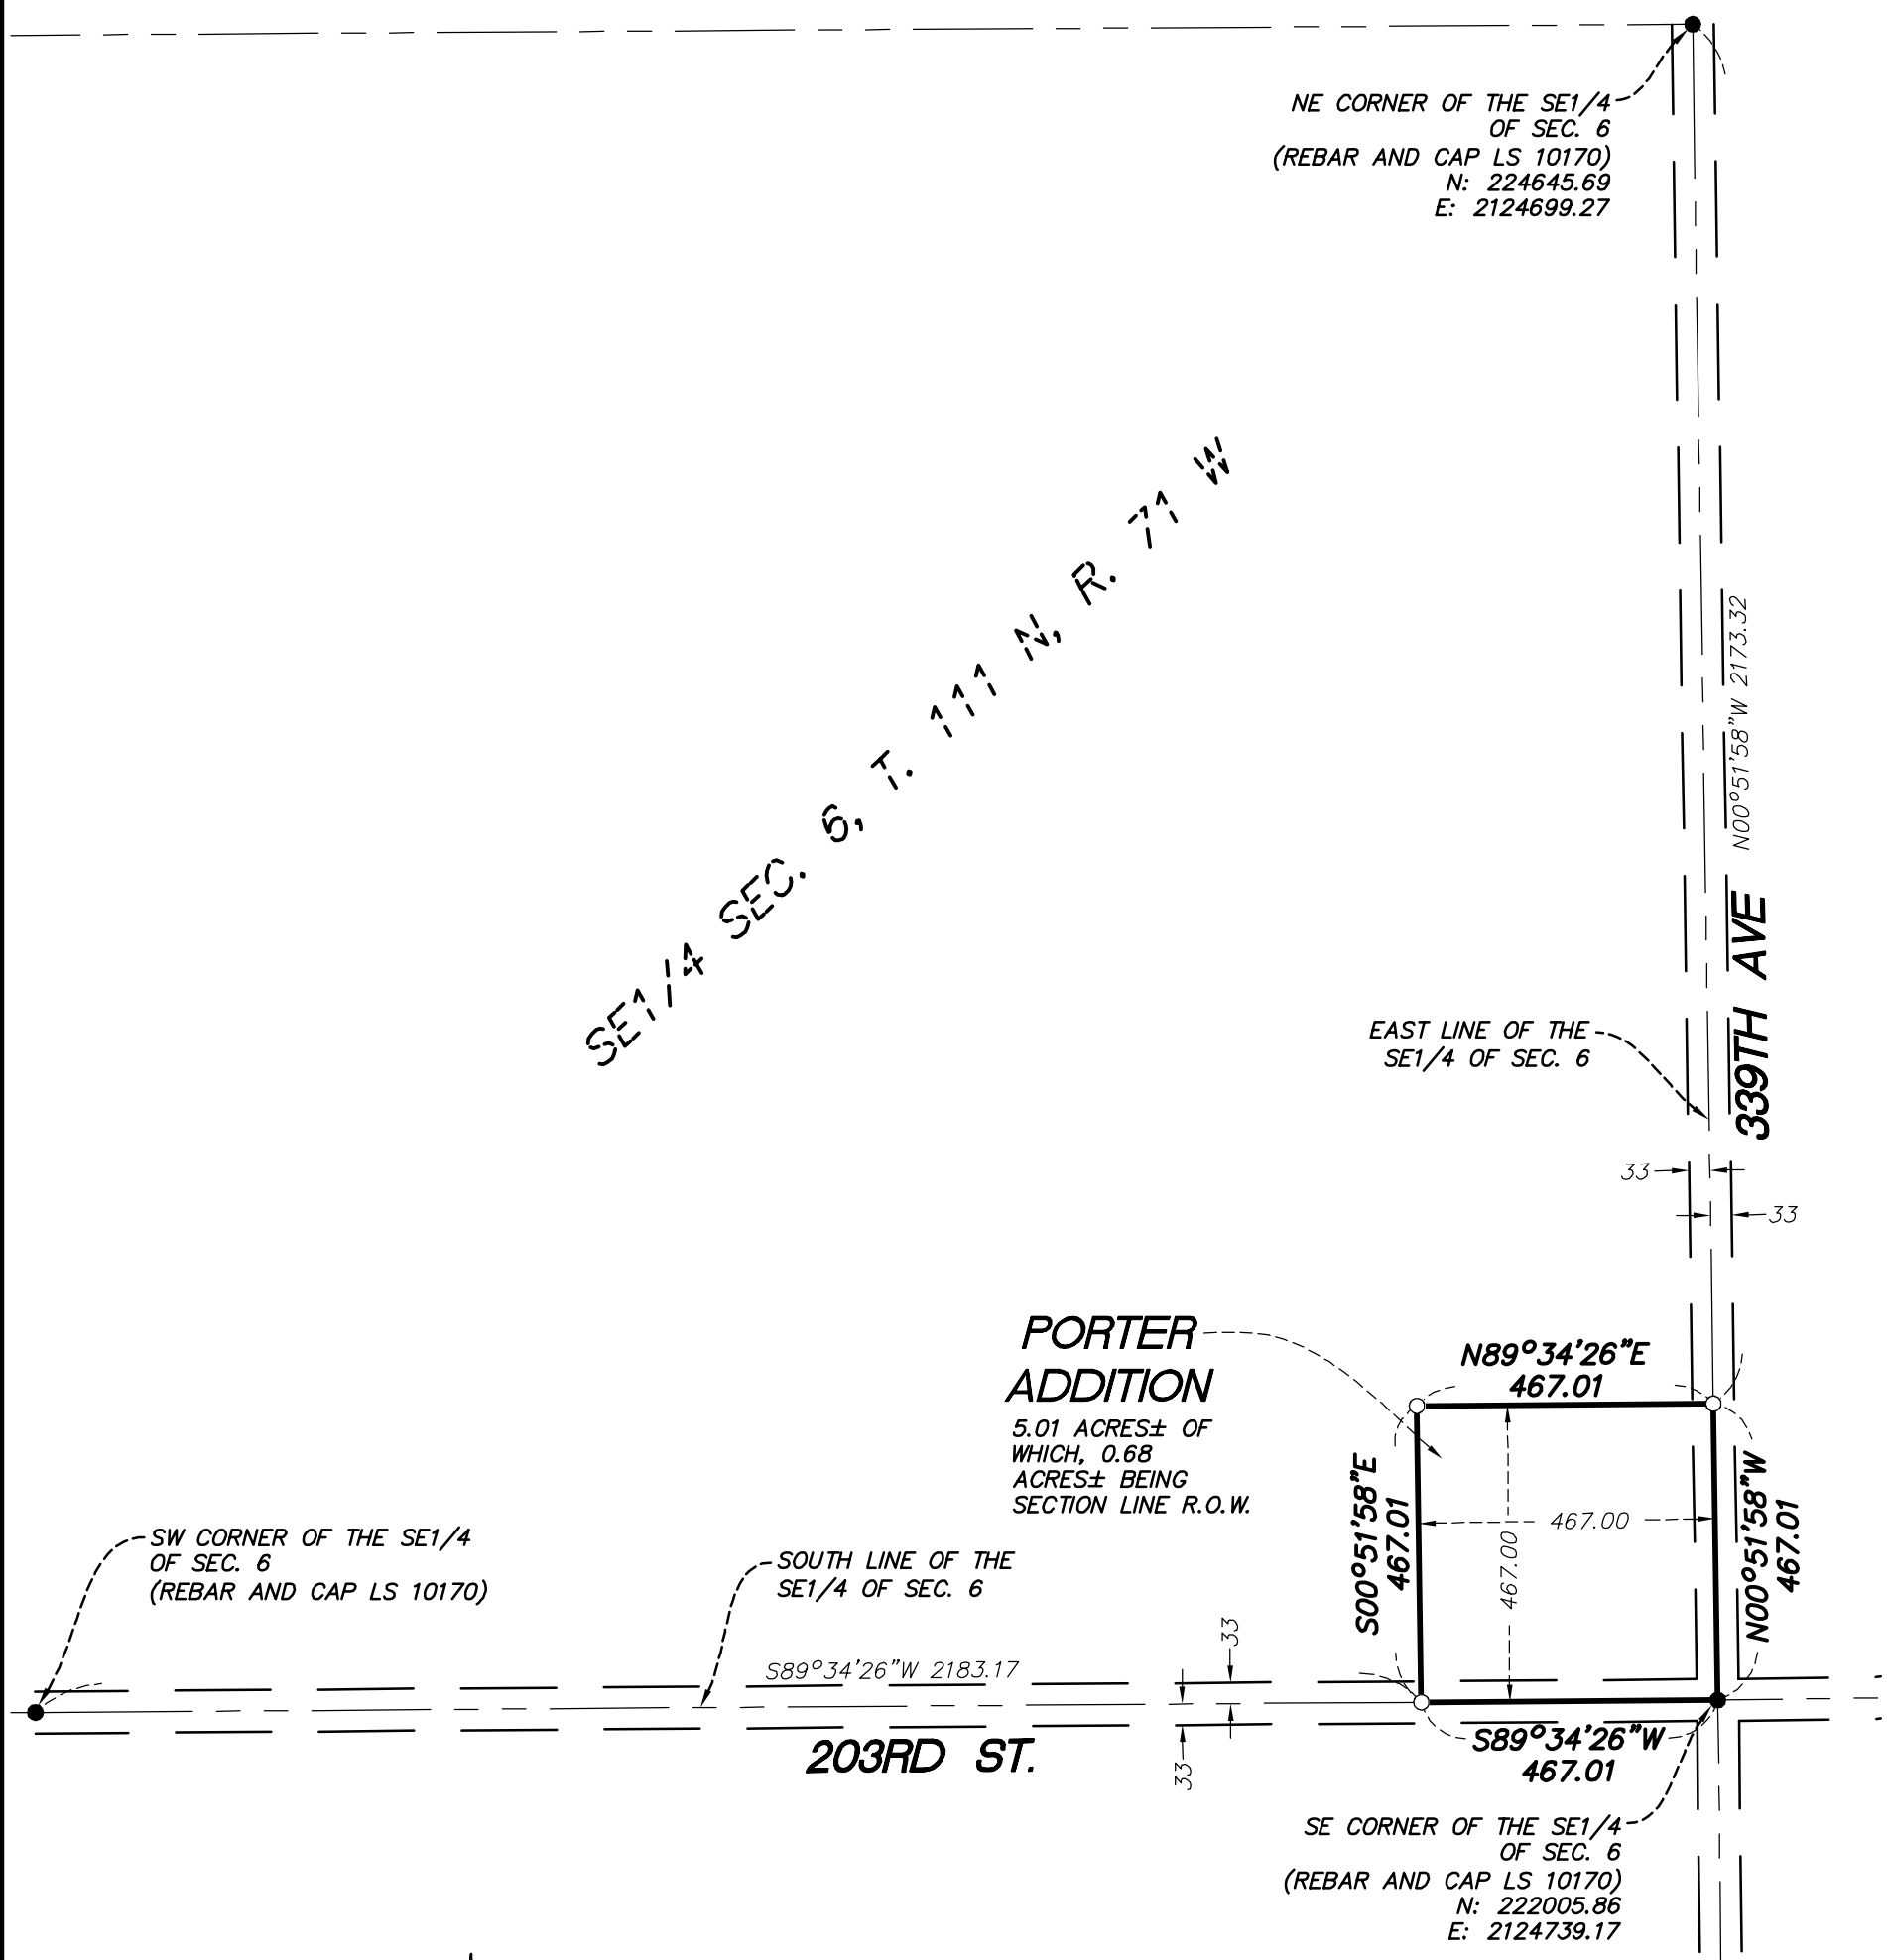 NE CORNER OF THE SE1/4
OF SEC. 6
(REBAR AND CAP LS 10170)
N: 224645.69
E: 2124699.27
SE1/4 SEC. 6, T. 111 N, R. 71 W
N00°51'58"W 2173.32
339TH AVE
EAST LINE OF THE
SE1/4 OF SEC. 6
33
33
PORTER
ADDITION
5.01 ACRES± OF
WHICH, 0.68
ACRES± BEING
SECTION LINE R.O.W.
N89°34'26"E
467.01
S00°51'58"E
467.01
467.00
467.00
N00°51'58"W
467.01
SW CORNER OF THE SE1/4
OF SEC. 6
(REBAR AND CAP LS 10170)
SOUTH LINE OF THE
SE1/4 OF SEC. 6
S89°34'26"W 2183.17
33
33
203RD ST.
S89°34'26"W
467.01
SE CORNER OF THE SE1/4
OF SEC. 6
(REBAR AND CAP LS 10170)
N: 222005.86
E: 2124739.17